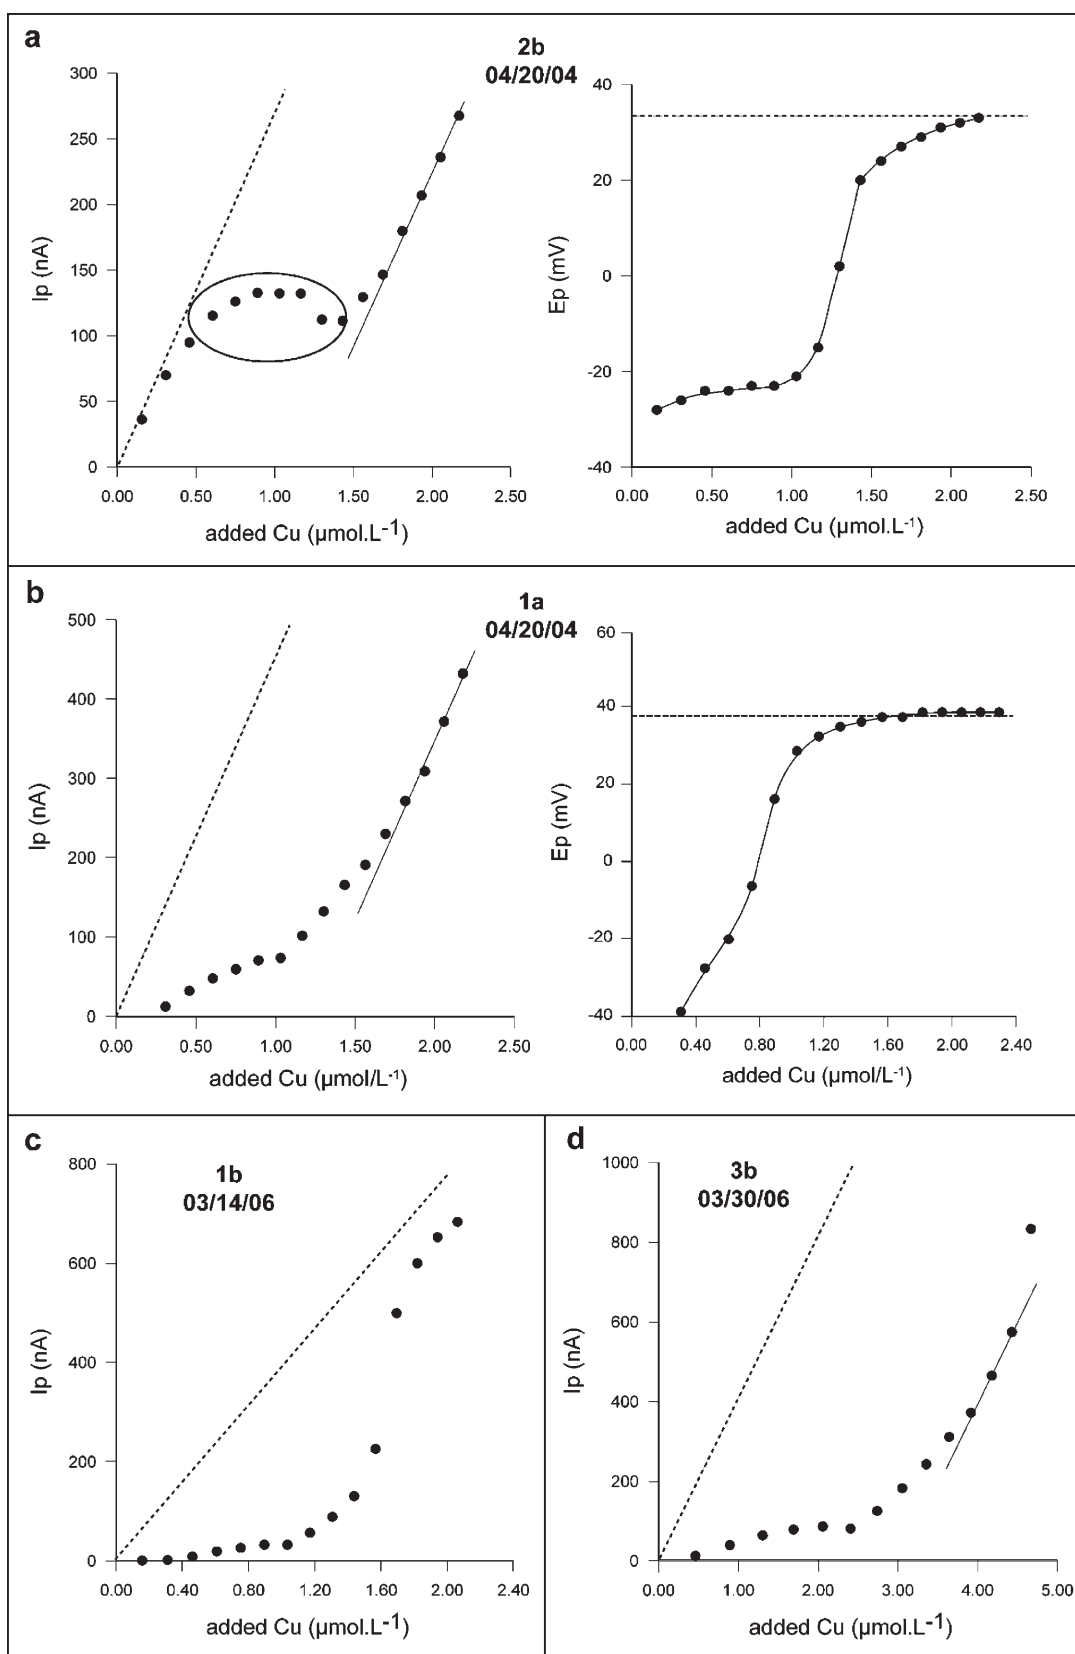 a
2b
04/20/04
300
250
200
150
100
50
0
Ip (nA)
0.00 0.50 1.00 1.50 2.00 2.50
added Cu (µmol.L-1)
40
20
0
-20
-40
Ep (mV)
0.00 0.50 1.00 1.50 2.00 2.50
added Cu (µmol.L-1)
b
1a
04/20/04
500
400
300
200
100
0
Ip (nA)
0.00 0.50 1.00 1.50 2.00 2.50
added Cu (µmol/L-1)
60
40
20
0
-20
-40
Ep (mV)
0.00 0.40 0.80 1.20 1.60 2.00 2.40
added Cu (µmol/L-1)
c
1b
03/14/06
800
600
400
200
0
Ip (nA)
0.00 0.40 0.80 1.20 1.60 2.00 2.40
added Cu (µmol.L-1)
d
3b
03/30/06
1000
800
600
400
200
0
Ip (nA)
0.00 1.00 2.00 3.00 4.00 5.00
added Cu (µmol.L-1)